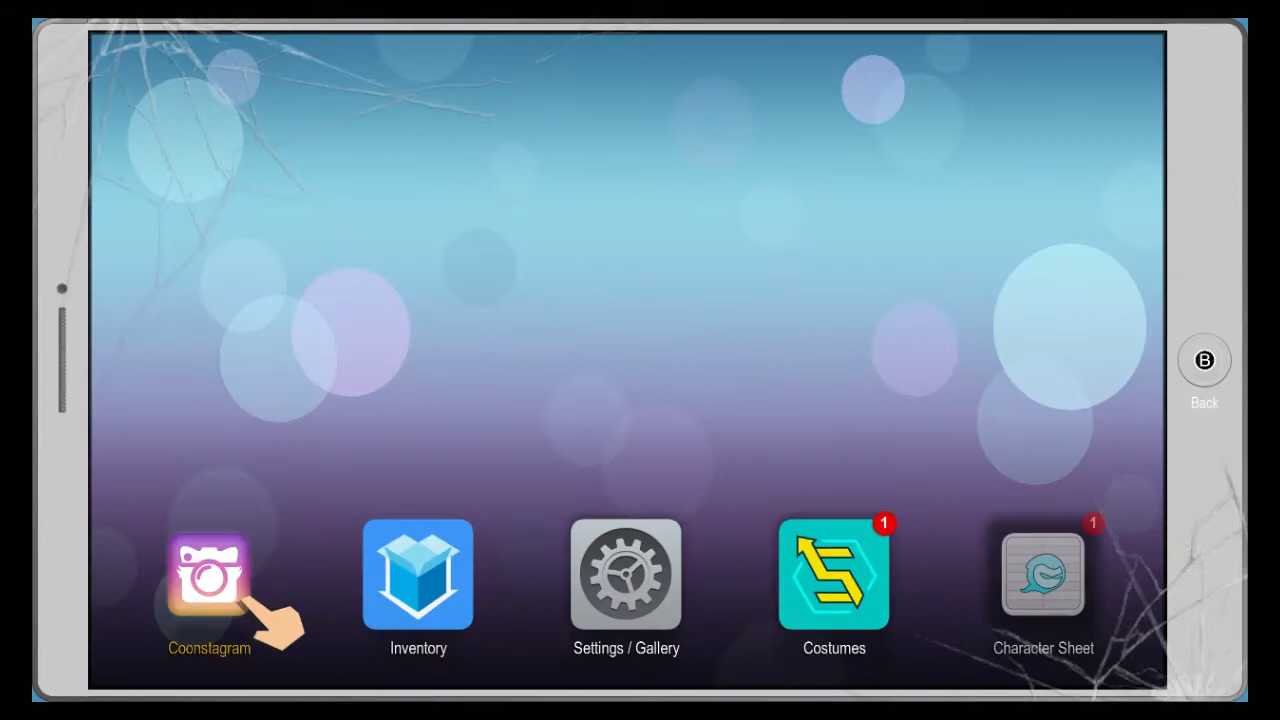 B
Back
1
1
Coonstagram
Inventory
Settings / Gallery
Costumes
Character Sheet